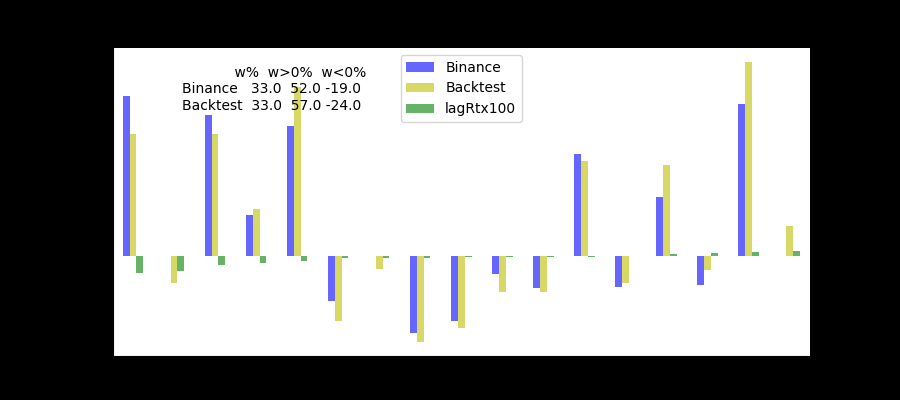 w%  w>0%  w<0%
Binance   33.0  52.0 -19.0
Backtest  33.0  57.0 -24.0
Binance
Backtest
lagRtx100